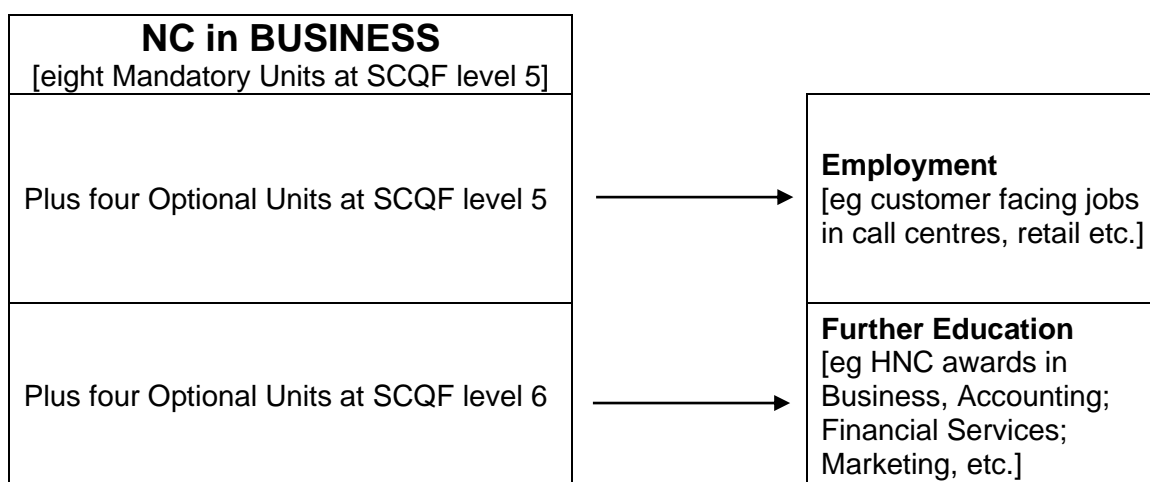 NC in BUSINESS
[eight Mandatory Units at SCQF level 5]
Plus four Optional Units at SCQF level 5
Employment
[eg customer facing jobs
in call centres, retail etc.]
Plus four Optional Units at SCQF level 6
Further Education
[eg HNC awards in
Business, Accounting;
Financial Services;
Marketing, etc.]